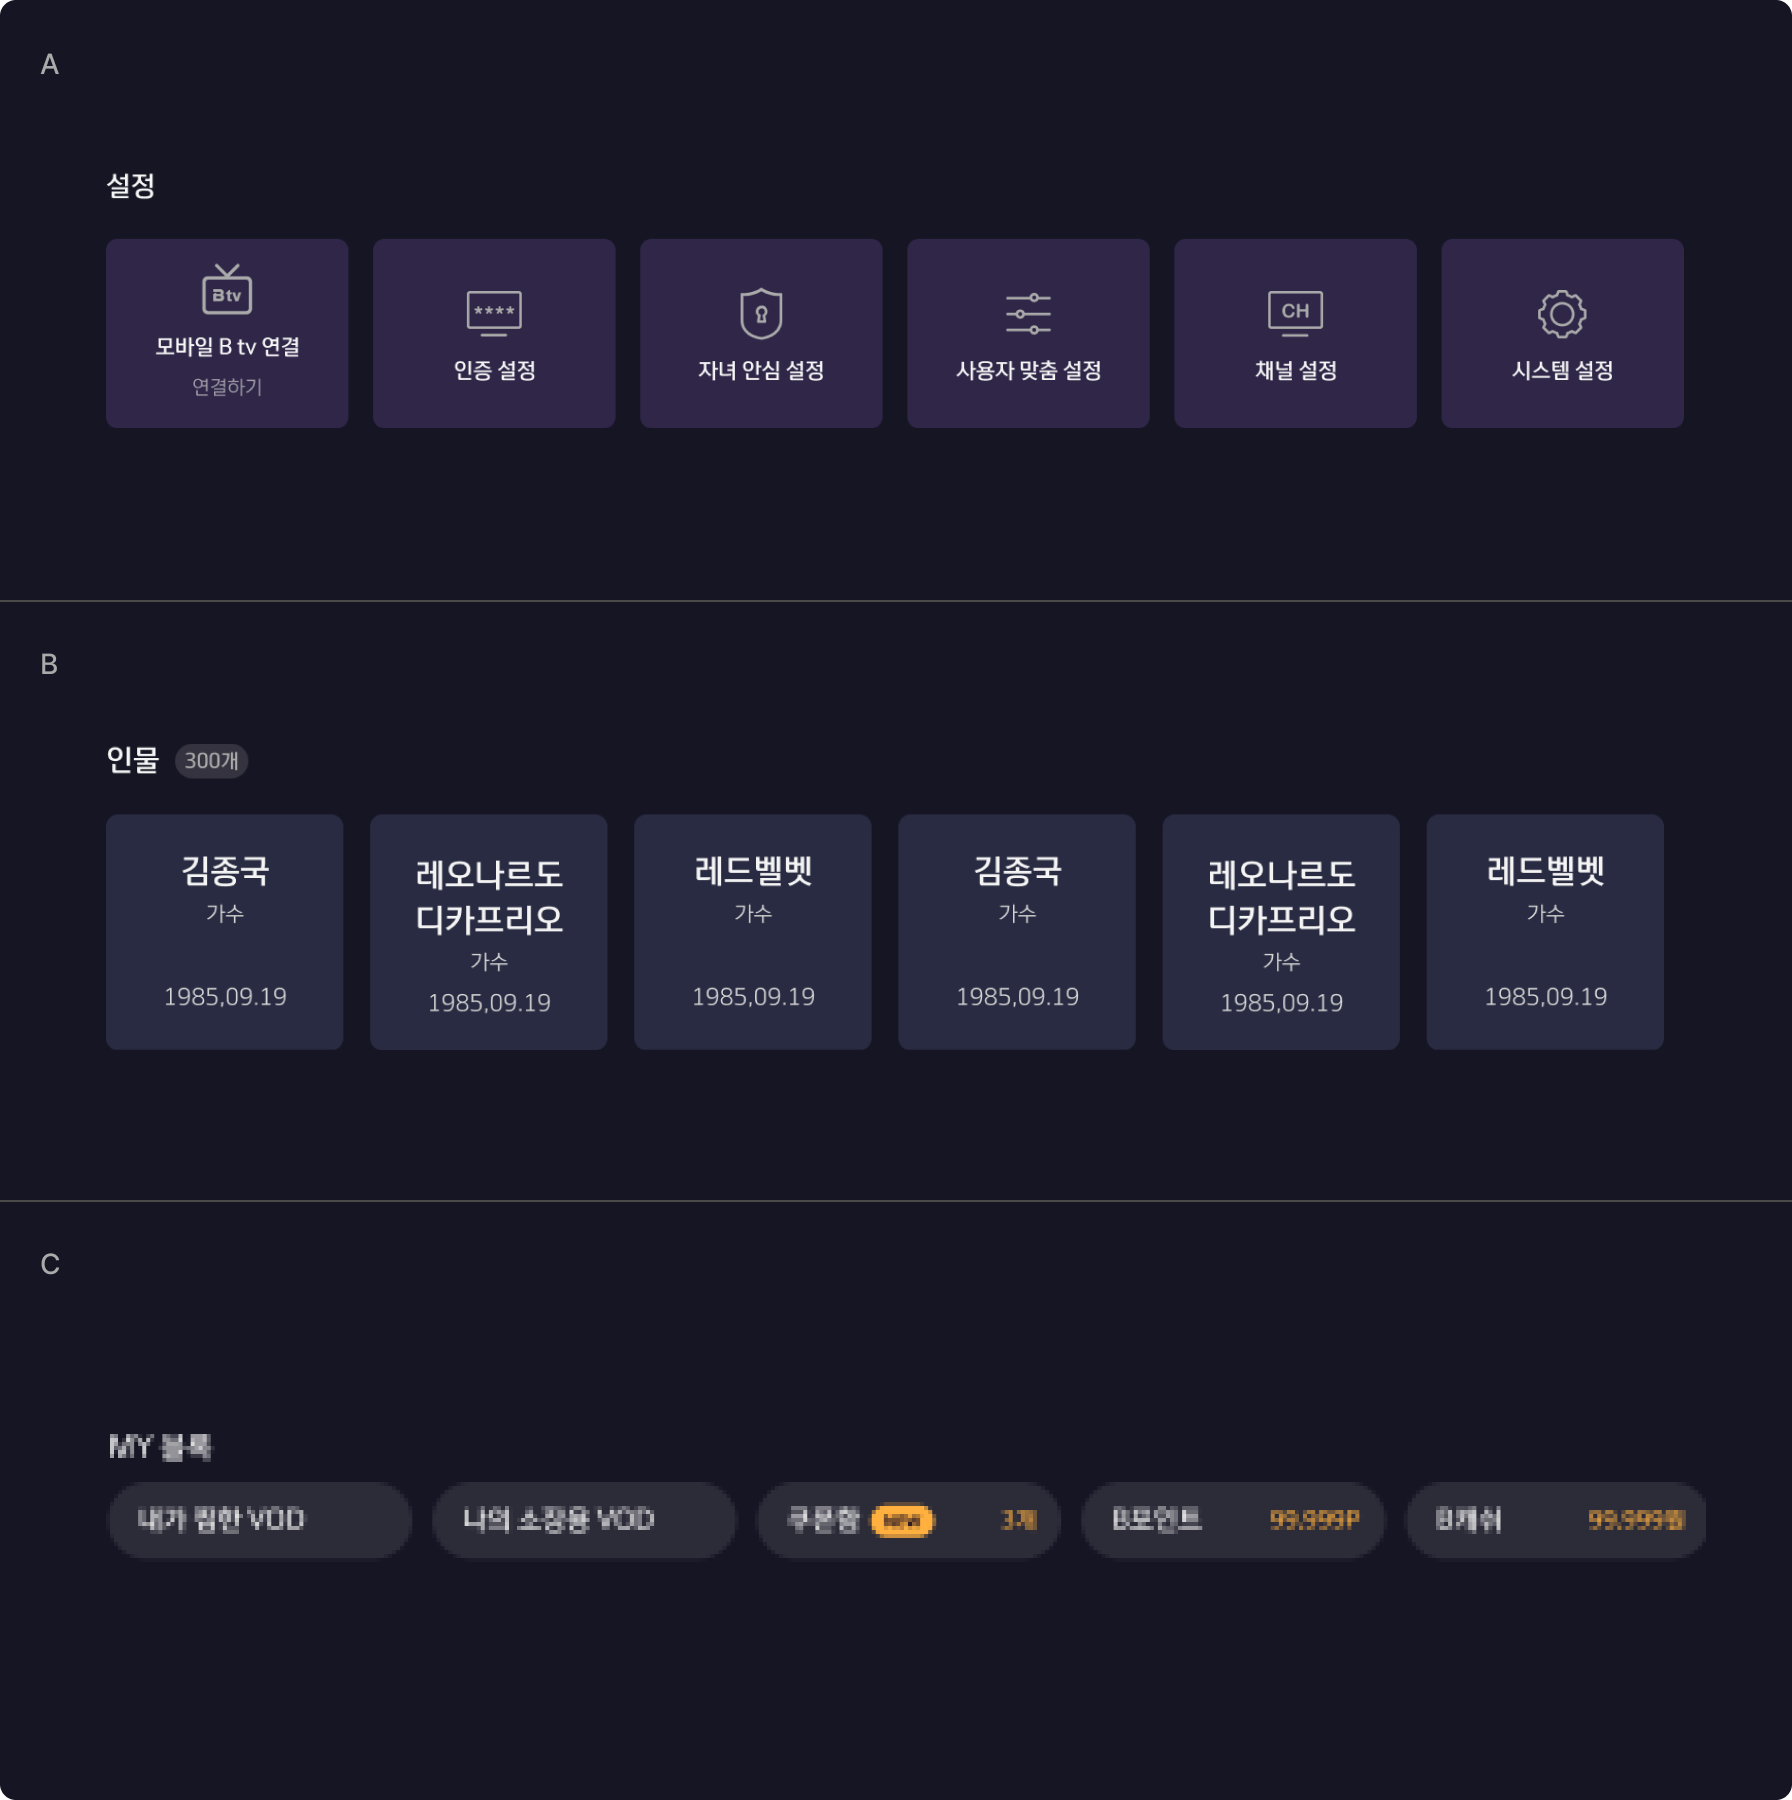 A
설정
Btv
모바일 B tv 연결
연결하기
****
인증 설정
자녀 안심 설정
사용자 맞춤 설정
CH
채널 설정
시스템 설정
B
인물 300개
김종국
가수
1985,09.19
레오나르도
디카프리오
가수
1985,09.19
레드벨벳
가수
1985,09.19
김종국
가수
1985,09.19
레오나르도
디카프리오
가수
1985,09.19
레드벨벳
가수
1985,09.19
C
MY 블록
내가 찜한 VOD
나의 소장용 VOD
쿠폰함 NEW 3개
B포인트 99.999P
B캐쉬 99.999원